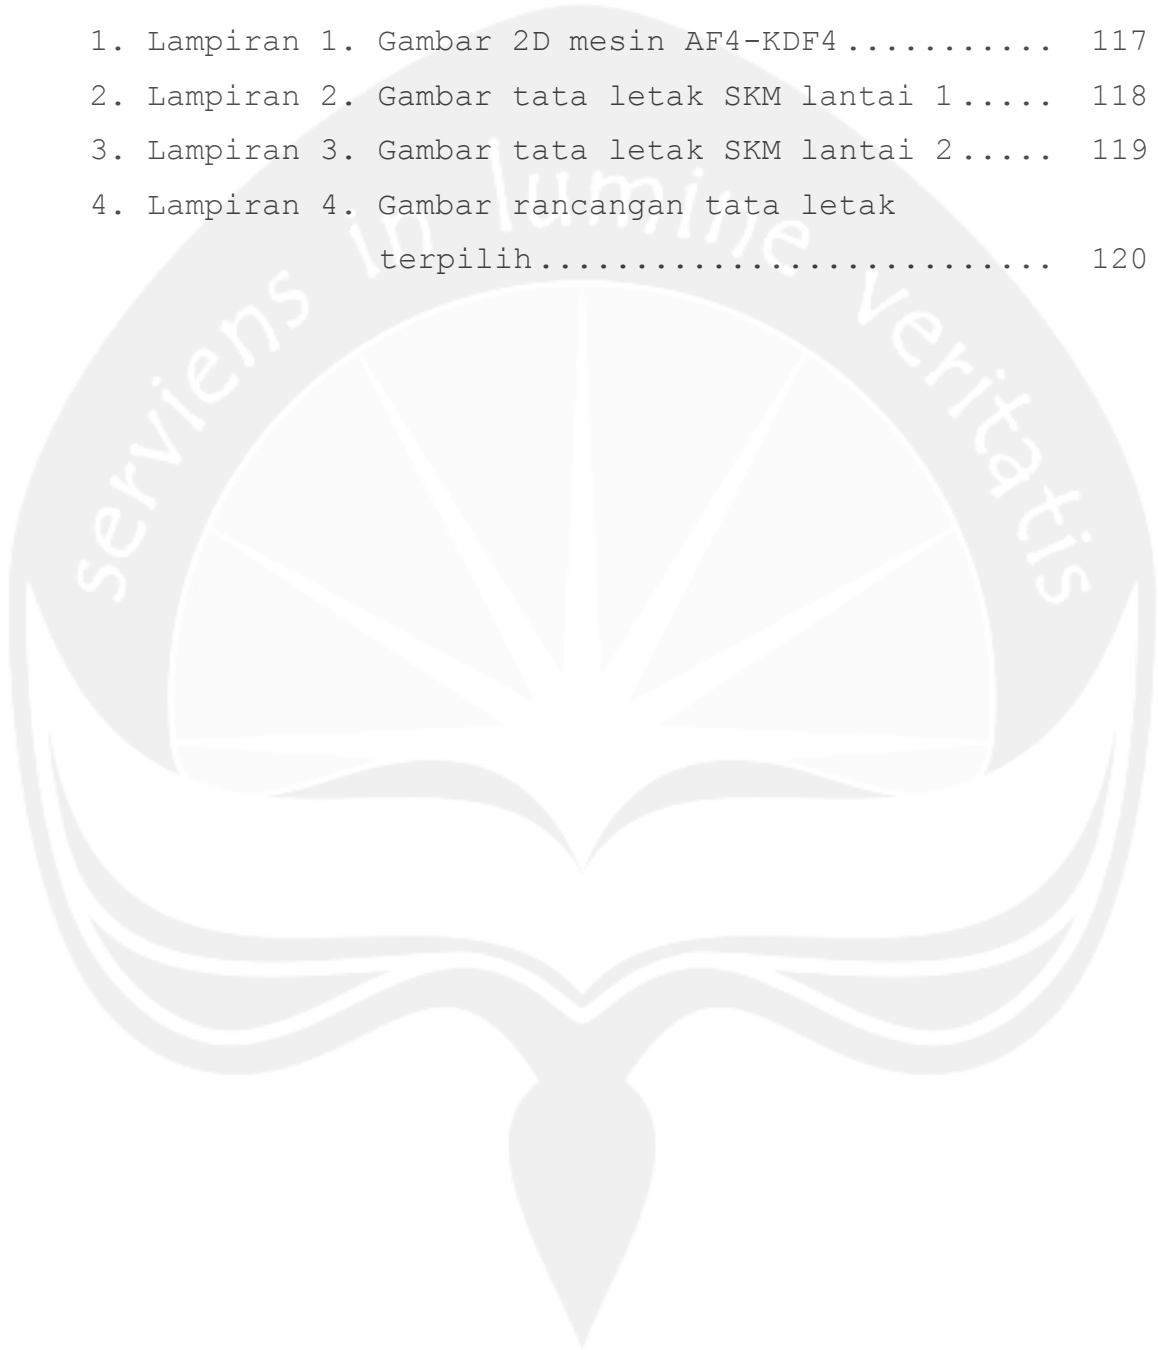 1. Lampiran 1. Gambar 2D mesin AF4-KDF4........... 117
2. Lampiran 2. Gambar tata letak SKM lantai 1..... 118
3. Lampiran 3. Gambar tata letak SKM lantai 2..... 119
4. Lampiran 4. Gambar rancangan tata letak
terpilih........................... 120
serviens in lumine veritatis